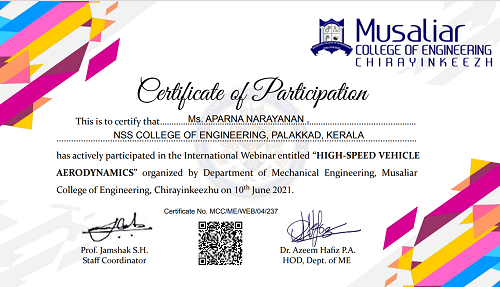 Musaliar
COLLEGE OF ENGINEERING
CHIRAYINKEEZH
Certificate of Participation
This is to certify that Ms. APARNA NARAYANAN .
NSS COLLEGE OF ENGINEERING, PALAKKAD, KERALA
has actively participated in the International Webinar entitled “HIGH-SPEED VEHICLE
AERODYNAMICS” organized by Department of Mechanical Engineering, Musaliar
College of Engineering, Chirayinkeezhu on 10th June 2021.
Certificate No. MCC/ME/WEB/04/237
Prof. Jamshak S.H.
Staff Coordinator
Dr. Azeem Hafiz P.A.
HOD, Dept. of ME